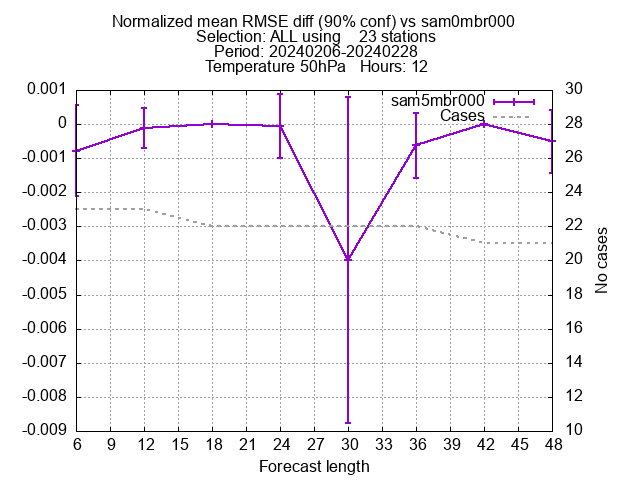 Normalized mean RMSE diff (90% conf) vs sam0mbr000
Selection: ALL using    23 stations
Period: 20240206-20240228
Temperature 50hPa   Hours: 12
sam5mbr000
Cases
0.001
0
-0.001
-0.002
-0.003
-0.004
-0.005
-0.006
-0.007
-0.008
-0.009
30
28
26
24
22
20
18
16
14
12
10
No cases
6 9 12 15 18 21 24 27 30 33 36 39 42 45 48
Forecast length